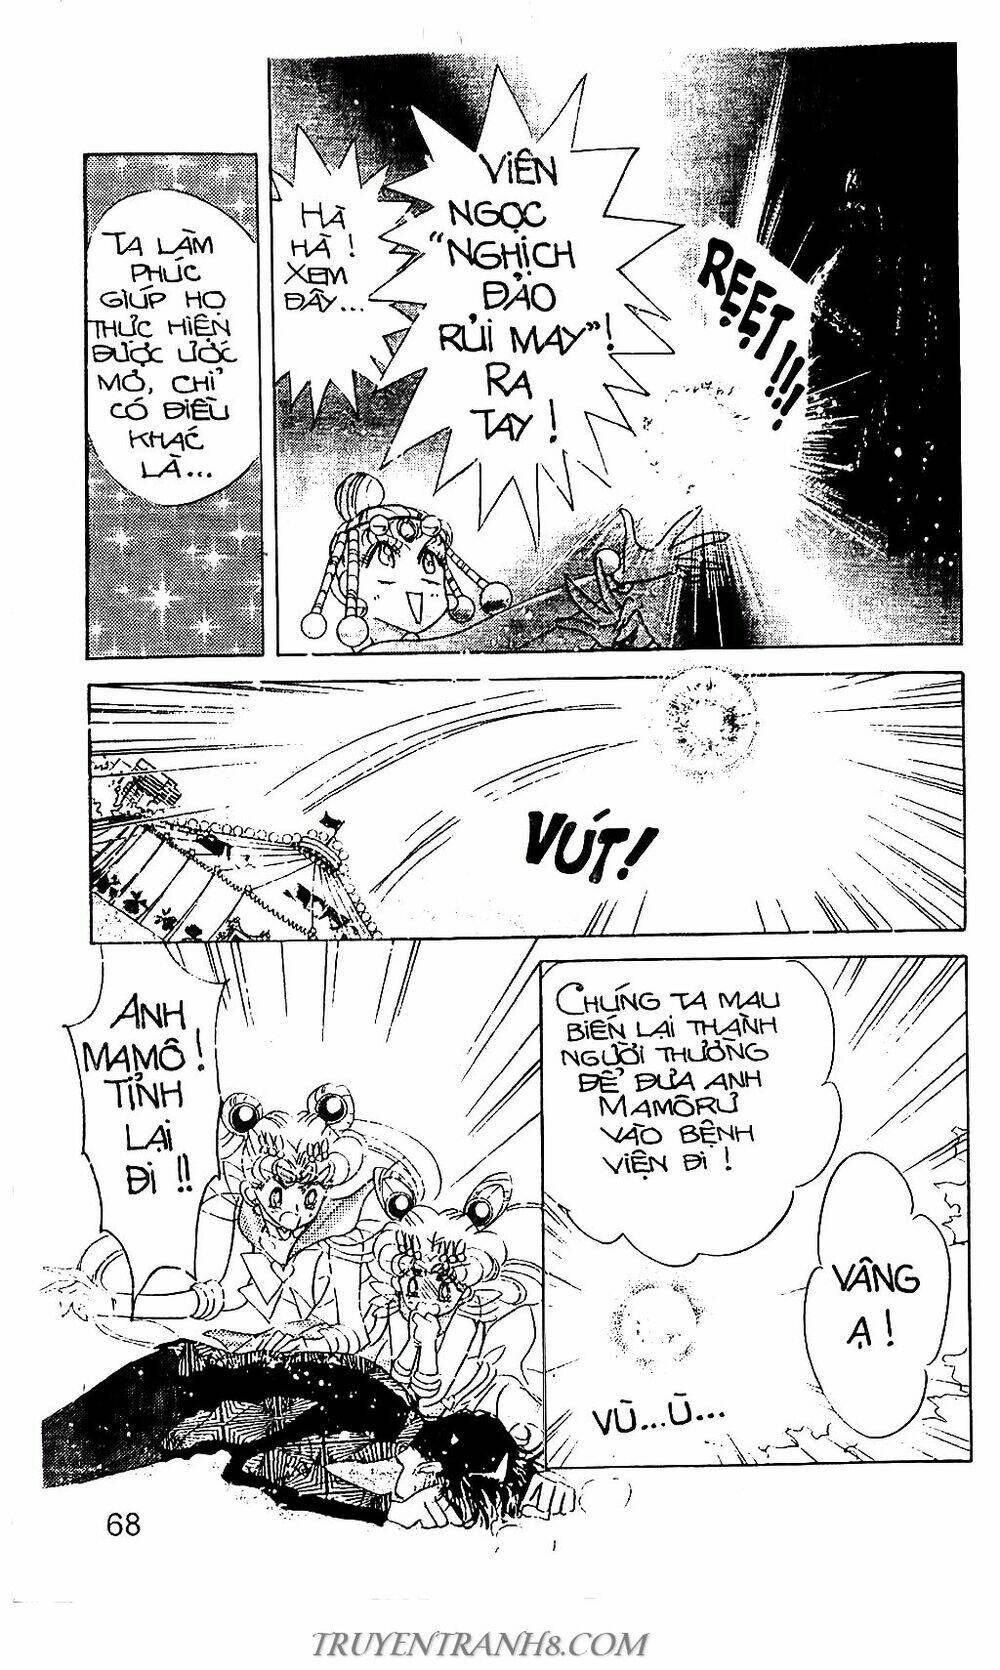 TA LÀM
PHÚC
GIÚP HỌ
THỰC HIỆN
ĐƯỢC ƯỚC
MƠ, CHỈ
CÓ ĐIỀU
KHÁC
LÀ...
HÀ
HÀ!
XEM
ĐÂY...
VIÊN
NGỌC
"NGHỊCH
ĐẢO
RỦI MAY"!
RA
TAY!
RẸẸT!!!
VÚT!
ANH
MAMÔ!
TỈNH
LẠI
ĐI!!
CHÚNG TA MAU
BIẾN LẠI THÀNH
NGƯỜI THƯỜNG
ĐỂ ĐƯA ANH
MAMÔRƯ
VÀO BỆNH
VIỆN ĐI!
VÂNG
Ạ!
VÙ...Ù...
68
TRUYENTRANH8.COM